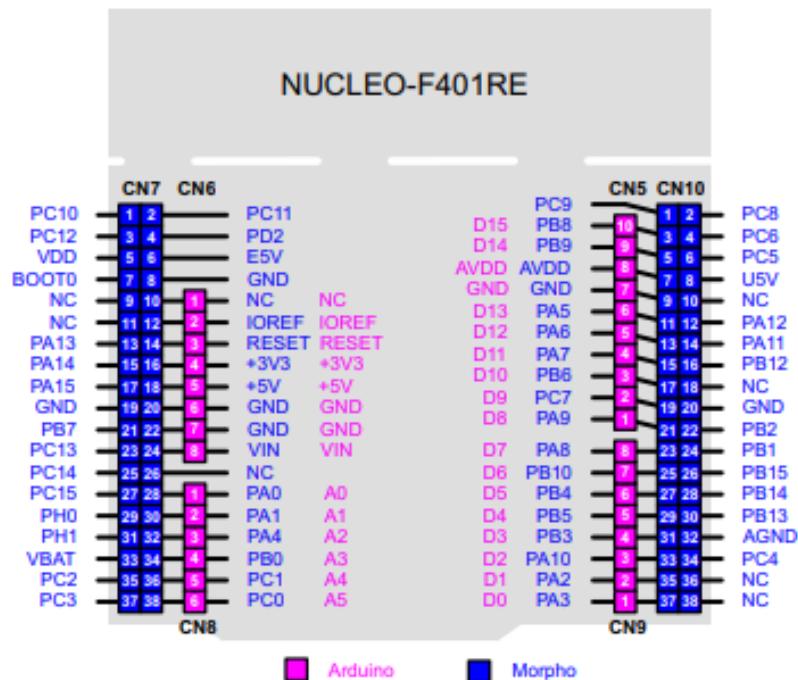 NUCLEO-F401RE
CN7 CN6 CN5 CN10
PC9
PC10 1 2 PC11 D15 PB8 10 1 2 PC8
PC12 3 4 PD2 D14 PB9 9 3 4 PC6
VDD 5 6 E5V AVDD AVDD 8 5 6 PC5
BOOT0 7 8 GND GND GND 7 7 8 U5V
NC 9 10 1 NC NC D13 PA5 6 9 10 NC
NC 11 12 2 IOREF IOREF D12 PA6 5 11 12 PA12
PA13 13 14 3 RESET RESET D11 PA7 4 13 14 PA11
PA14 15 16 4 +3V3 +3V3 D10 PB6 3 15 16 PB12
PA15 17 18 5 +5V +5V D9 PC7 2 17 18 NC
GND 19 20 6 GND GND D8 PA9 1 19 20 GND
PB7 21 22 7 GND GND 21 22 PB2
PC13 23 24 8 VIN VIN D7 PA8 8 23 24 PB1
PC14 25 26 NC D6 PB10 7 25 26 PB15
PC15 27 28 1 PA0 A0 D5 PB4 6 27 28 PB14
PH0 29 30 2 PA1 A1 D4 PB5 5 29 30 PB13
PH1 31 32 3 PA4 A2 D3 PB3 4 31 32 AGND
VBAT 33 34 4 PB0 A3 D2 PA10 3 33 34 PC4
PC2 35 36 5 PC1 A4 D1 PA2 2 35 36 NC
PC3 37 38 6 PC0 A5 D0 PA3 1 37 38 NC
CN8 CN9
Arduino Morpho